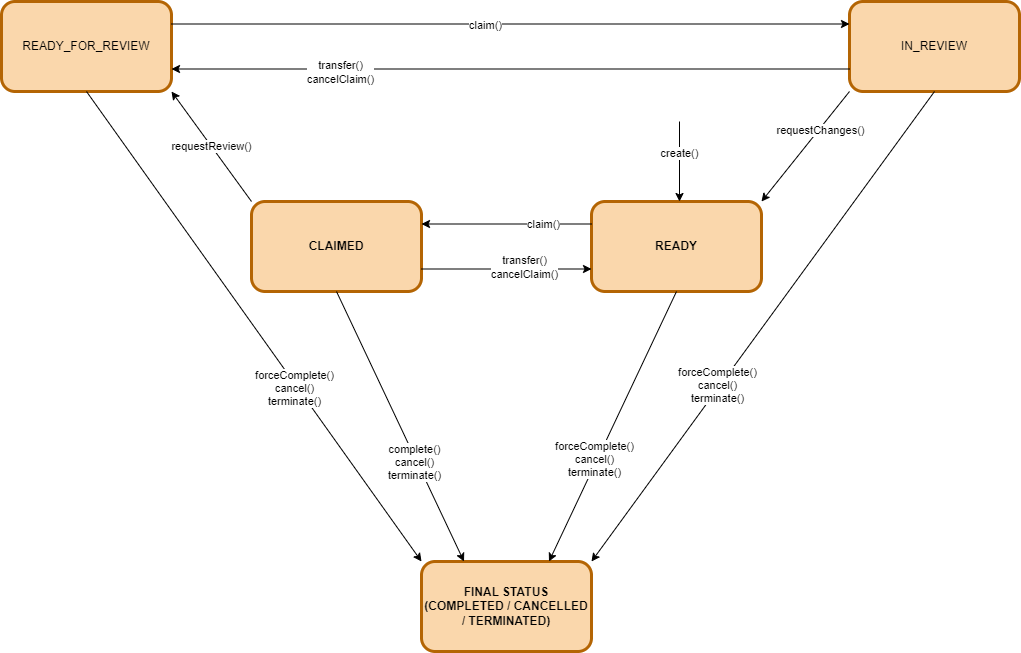 READY_FOR_REVIEW
claim()
IN_REVIEW
transfer()
cancelClaim()
requestReview()
requestChanges()
create()
CLAIMED
claim()
READY
transfer()
cancelClaim()
forceComplete()
cancel()
terminate()
forceComplete()
cancel()
terminate()
complete()
cancel()
terminate()
forceComplete()
cancel()
terminate()
FINAL STATUS
(COMPLETED / CANCELLED
/ TERMINATED)